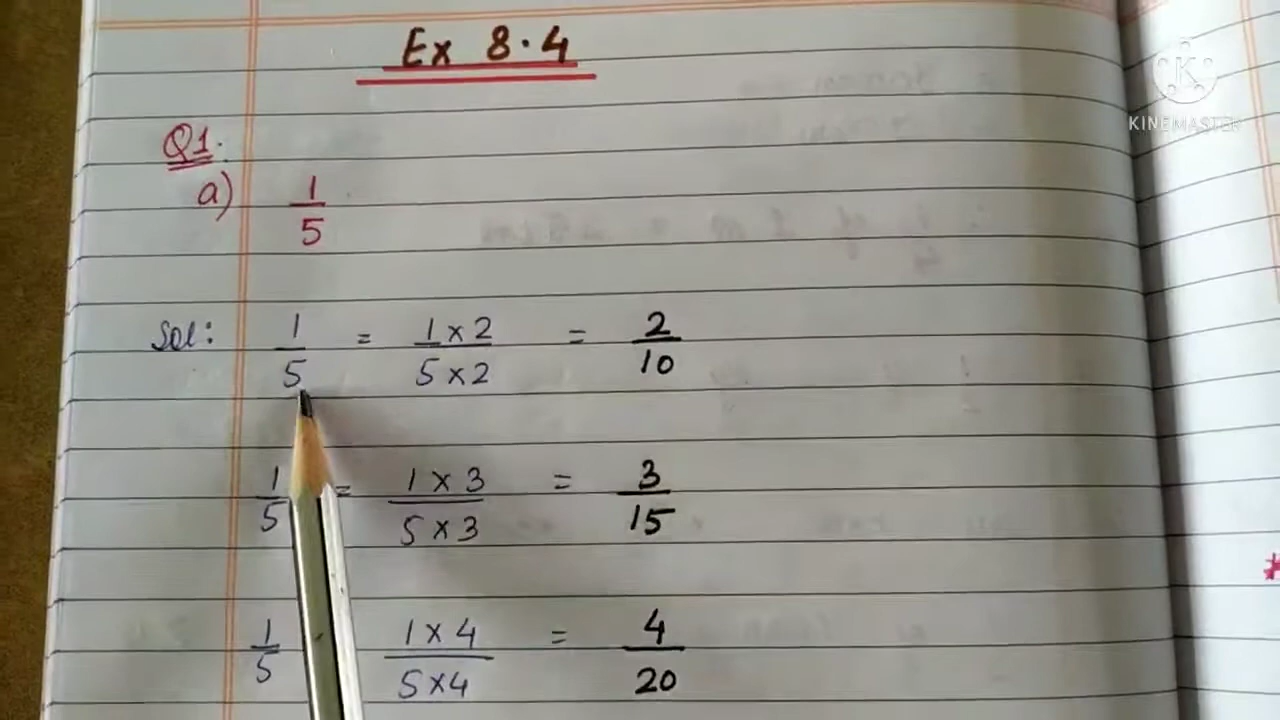 Ex 8.4
K
KINEMASTER
Q1.
a) 1/5
Sol: 1/5 = 1 x 2/5 x 2 = 2/10
1/5 = 1 x 3/5 x 3 = 3/15
1/5 1 x 4/5 x 4 = 4/20